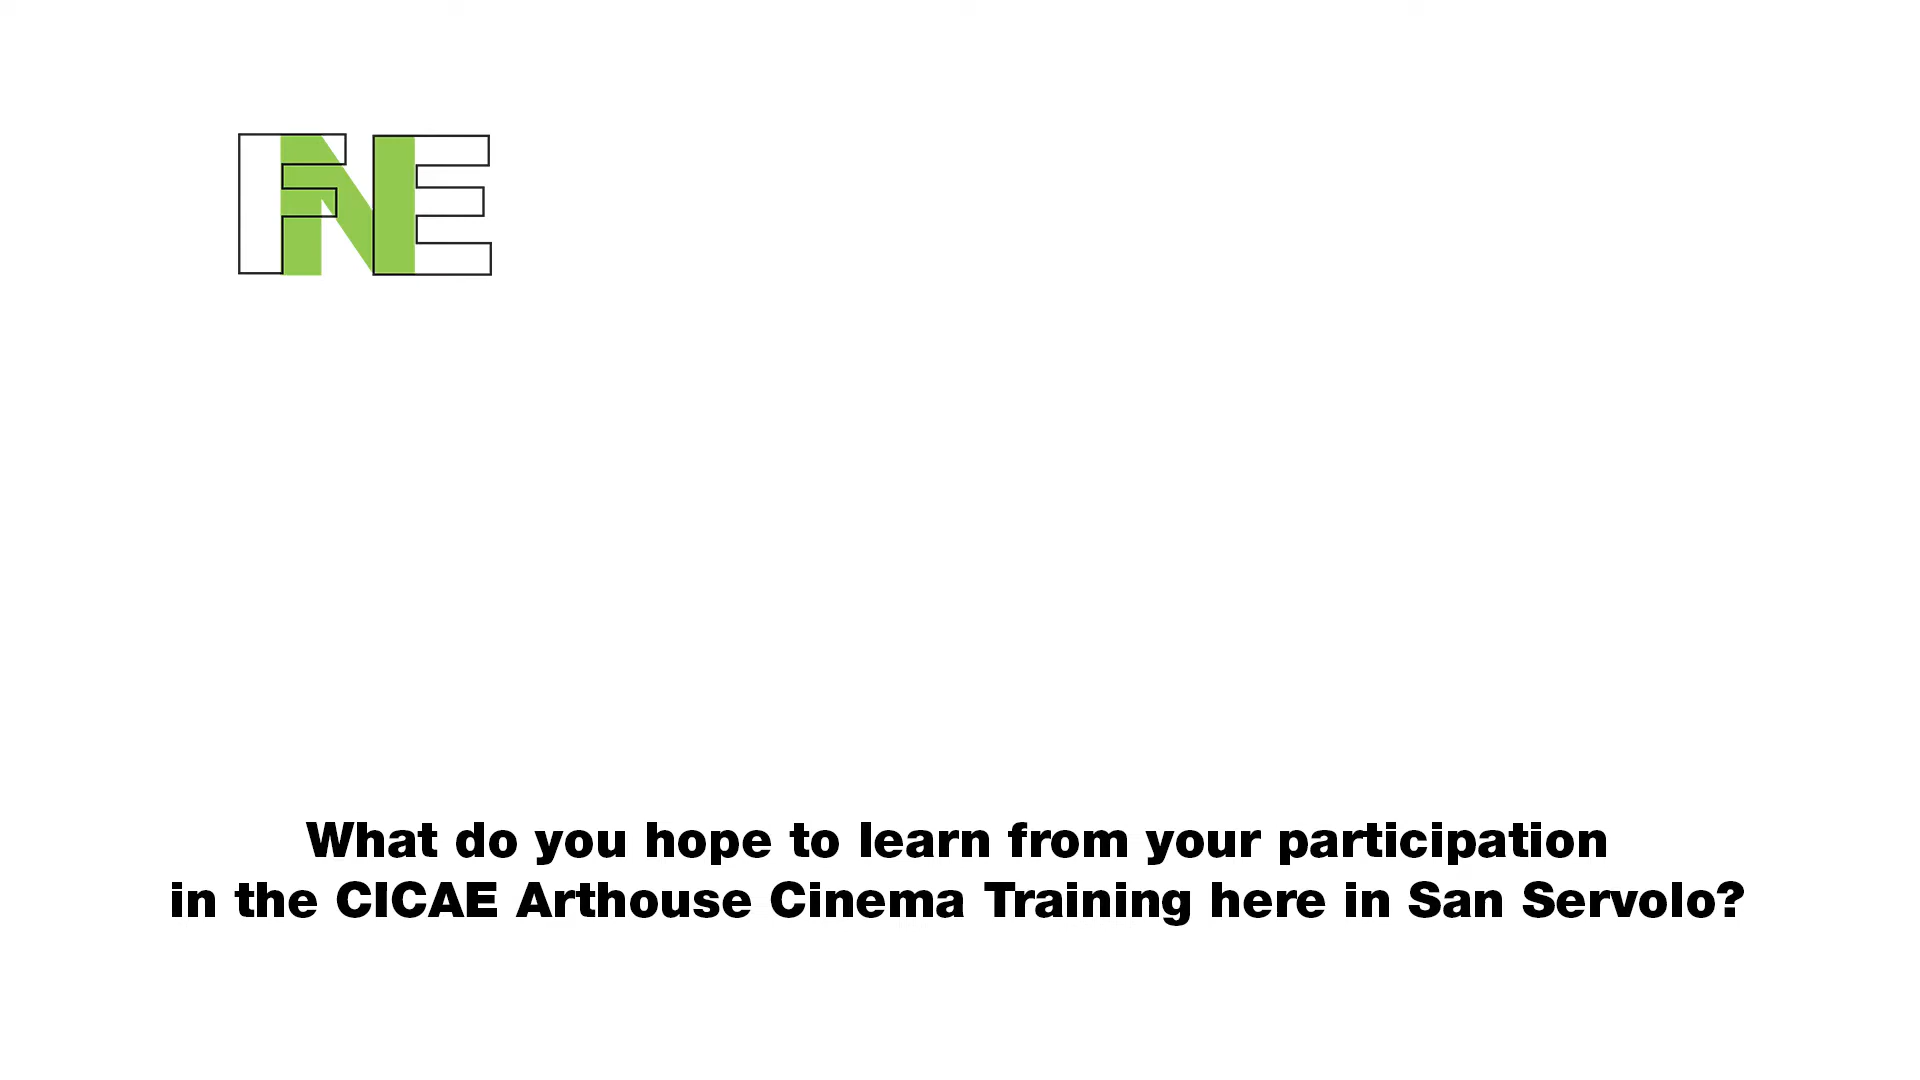 FNE
What do you hope to learn from your participation
in the CICAE Arthouse Cinema Training here in San Servolo?